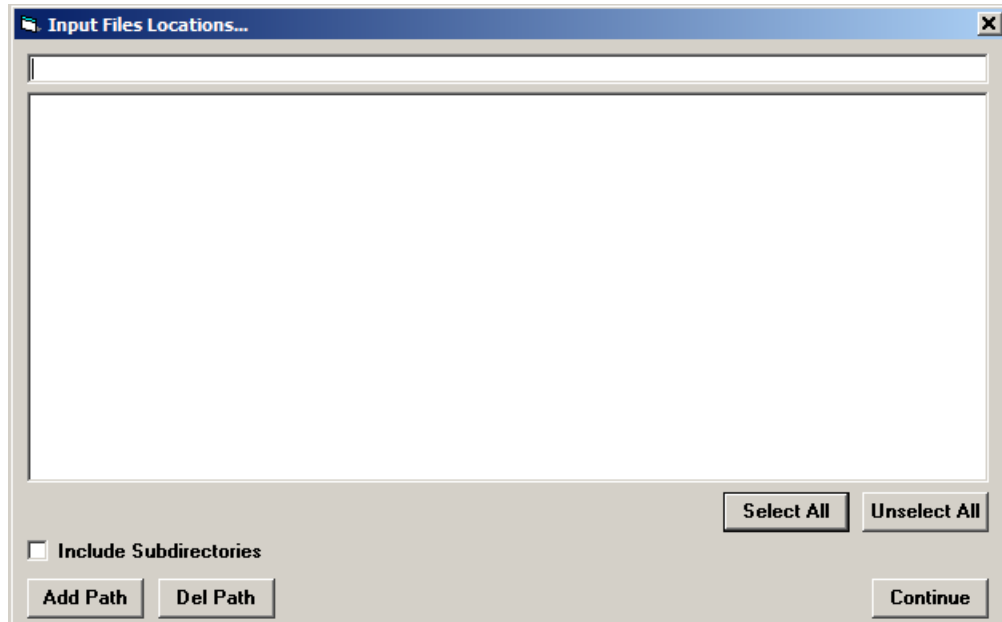 Input Files Locations...
Select All
Unselect All
Include Subdirectories
Add Path
Del Path
Continue